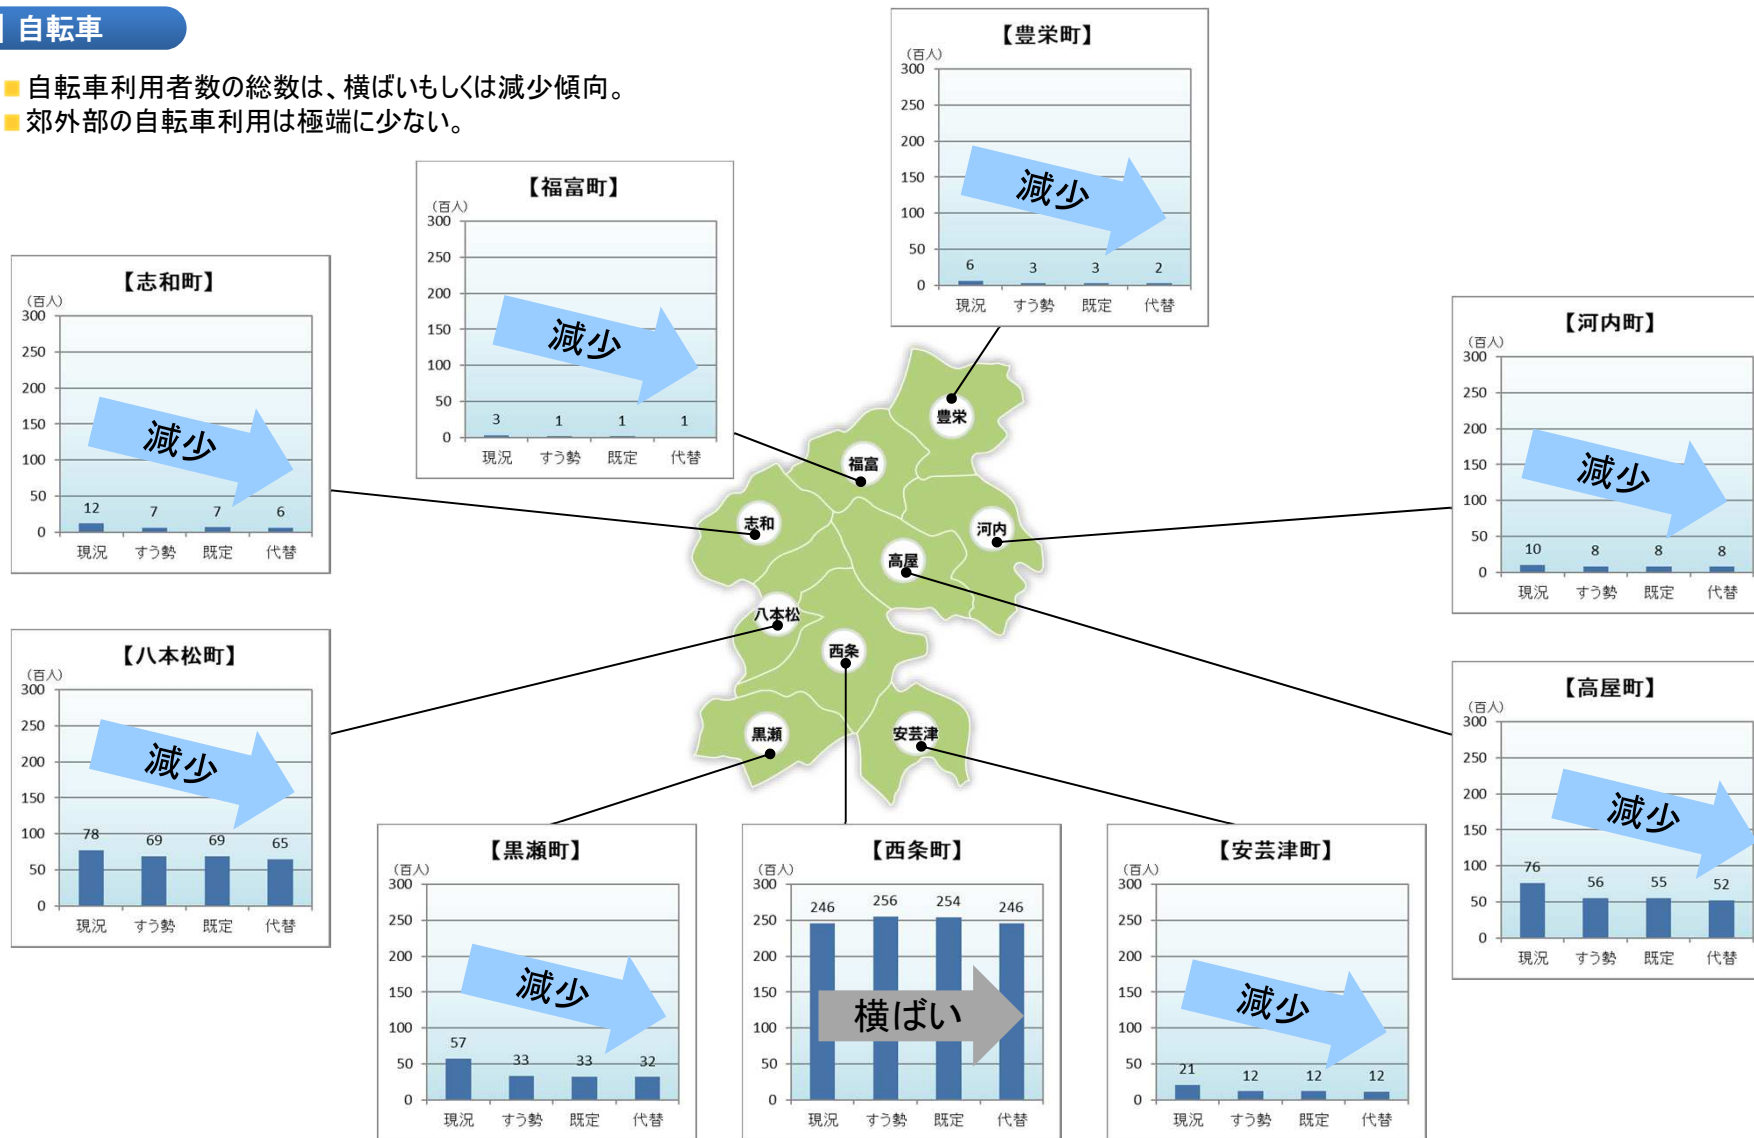 自転車
自転車利用者数の総数は、横ばいもしくは減少傾向。
郊外部の自転車利用は極端に少ない。
【豊栄町】
(百人)
300
250
200
150
100
50
0
減少
6 3 3 2
現況 すう勢 既定 代替
【福富町】
(百人)
300
250
200
150
100
50
0
減少
3 1 1 1
現況 すう勢 既定 代替
【志和町】
(百人)
300
250
200
150
100
50
0
減少
12 7 7 6
現況 すう勢 既定 代替
【河内町】
(百人)
300
250
200
150
100
50
0
減少
10 8 8 8
現況 すう勢 既定 代替
豊栄
福富
志和
河内
高屋
八本松
西条
黒瀬
安芸津
【八本松町】
(百人)
300
250
200
150
100
50
0
減少
78 69 69 65
現況 すう勢 既定 代替
【高屋町】
(百人)
300
250
200
150
100
50
0
減少
76 56 55 52
現況 すう勢 既定 代替
【黒瀬町】
(百人)
300
250
200
150
100
50
0
減少
57 33 33 32
現況 すう勢 既定 代替
【西条町】
(百人)
300
250
200
150
100
50
0
246 256 254 246
横ばい
現況 すう勢 既定 代替
【安芸津町】
(百人)
300
250
200
150
100
50
0
減少
21 12 12 12
現況 すう勢 既定 代替